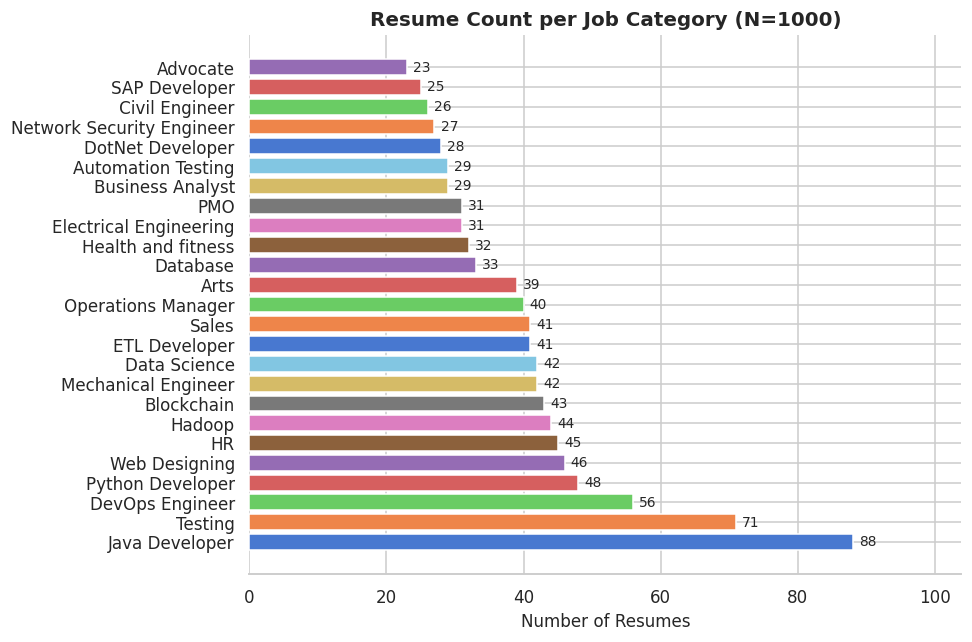 Resume Count per Job Category (N=1000)
Advocate 23
SAP Developer 25
Civil Engineer 26
Network Security Engineer 27
DotNet Developer 28
Automation Testing 29
Business Analyst 29
PMO 31
Electrical Engineering 31
Health and fitness 32
Database 33
Arts 39
Operations Manager 40
Sales 41
ETL Developer 41
Data Science 42
Mechanical Engineer 42
Blockchain 43
Hadoop 44
HR 45
Web Designing 46
Python Developer 48
DevOps Engineer 56
Testing 71
Java Developer 88
0 20 40 60 80 100
Number of Resumes